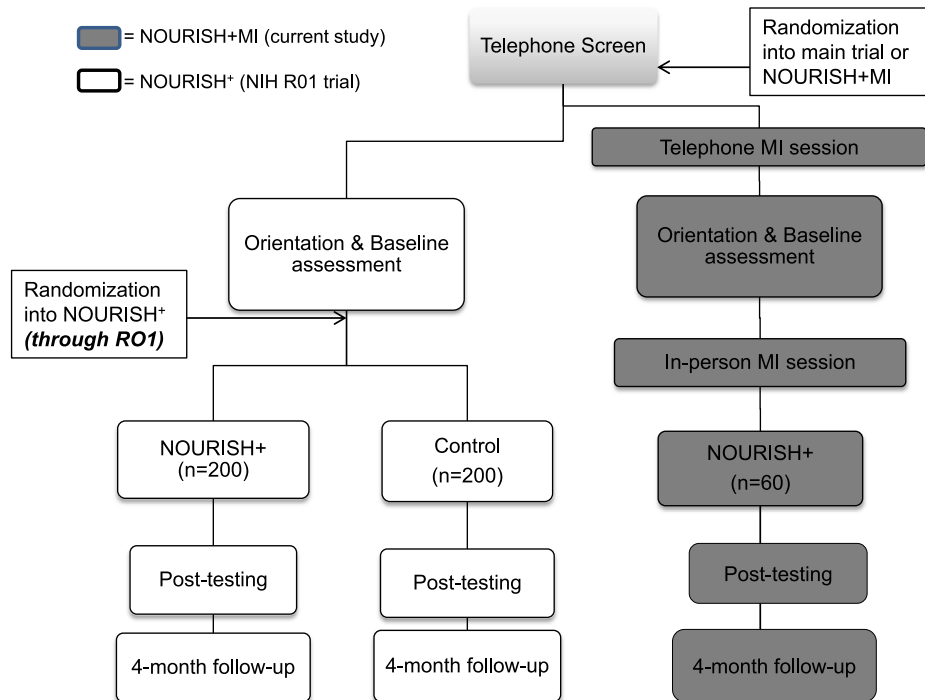 = NOURISH+MI (current study)
= NOURISH⁺ (NIH R01 trial)
Telephone Screen
Randomization
into main trial or
NOURISH+MI
Telephone MI session
Orientation & Baseline
assessment
Orientation & Baseline
assessment
Randomization
into NOURISH⁺
(through RO1)
In-person MI session
NOURISH+
(n=200)
Control
(n=200)
NOURISH+
(n=60)
Post-testing
Post-testing
Post-testing
4-month follow-up
4-month follow-up
4-month follow-up